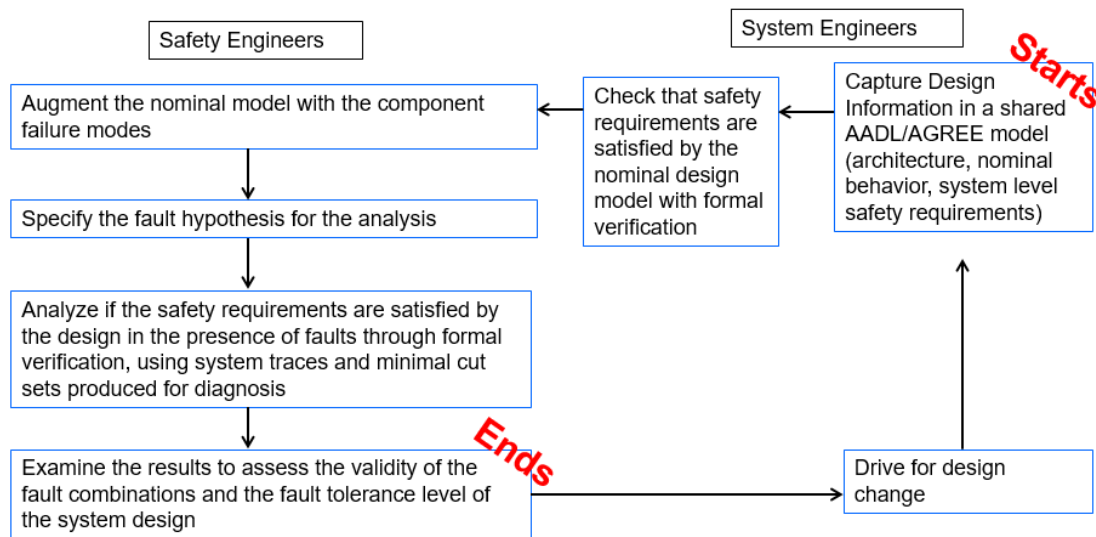 Safety Engineers
System Engineers
Starts
Augment the nominal model with the component
failure modes
Check that safety
requirements are
satisfied by the
nominal design
model with formal
verification
Capture Design
Information in a shared
AADL/AGREE model
(architecture, nominal
behavior, system level
safety requirements)
Specify the fault hypothesis for the analysis
Analyze if the safety requirements are satisfied by
the design in the presence of faults through formal
verification, using system traces and minimal cut
sets produced for diagnosis
Ends
Examine the results to assess the validity of the
fault combinations and the fault tolerance level of
the system design
Drive for design
change